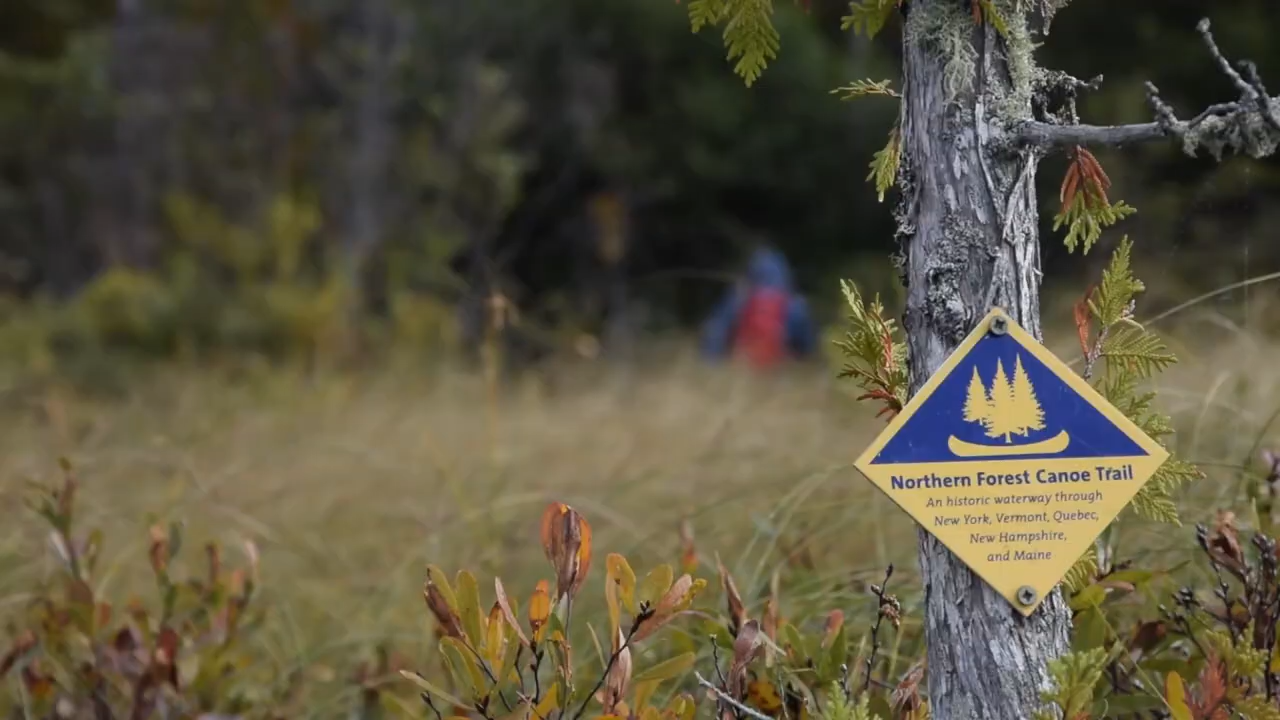 Northern Forest Canoe Trail
An historic waterway through
New York, Vermont, Quebec,
New Hampshire,
and Maine